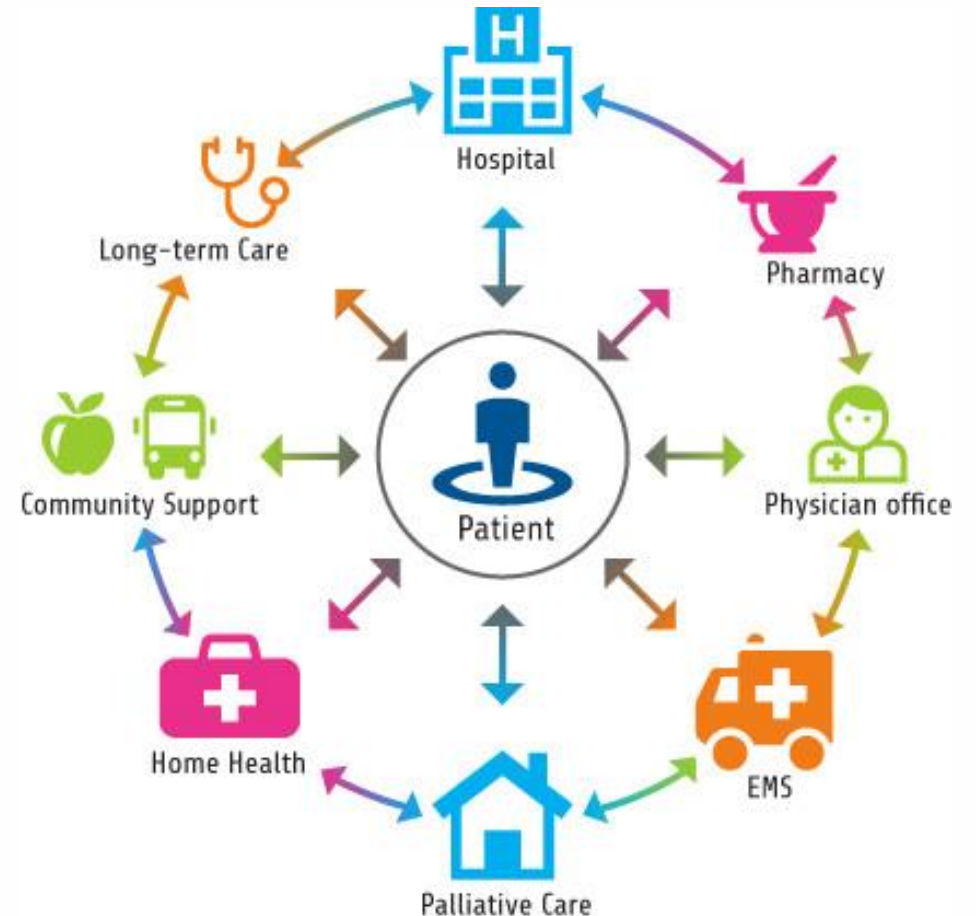 H
Hospital
Long-term Care
Pharmacy
Community Support
Patient
Physician office
Home Health
EMS
Palliative Care